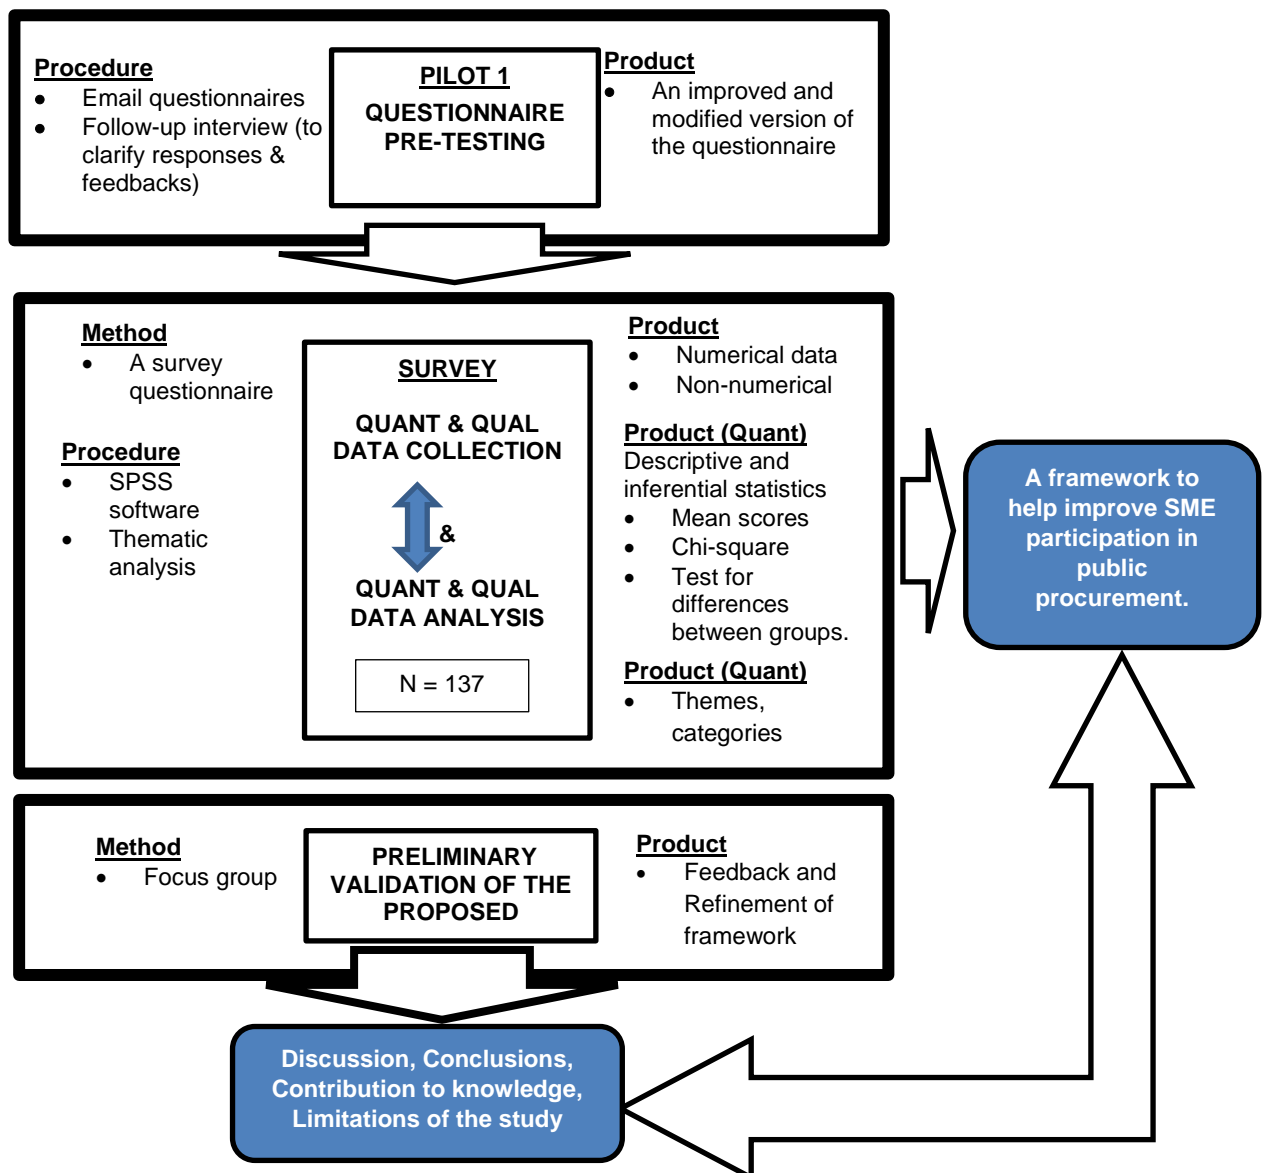 Procedure
• Email questionnaires
• Follow-up interview (to
clarify responses &
feedbacks)
PILOT 1
QUESTIONNAIRE
PRE-TESTING
Product
• An improved and
modified version of
the questionnaire
Method
• A survey
questionnaire
Procedure
• SPSS
software
• Thematic
analysis
SURVEY
QUANT & QUAL
DATA COLLECTION
&
QUANT & QUAL
DATA ANALYSIS
N = 137
Product
• Numerical data
• Non-numerical
Product (Quant)
Descriptive and
inferential statistics
• Mean scores
• Chi-square
• Test for
differences
between groups.
Product (Quant)
• Themes,
categories
A framework to
help improve SME
participation in
public
procurement.
Method
• Focus group
PRELIMINARY
VALIDATION OF THE
PROPOSED
Product
• Feedback and
Refinement of
framework
Discussion, Conclusions,
Contribution to knowledge,
Limitations of the study